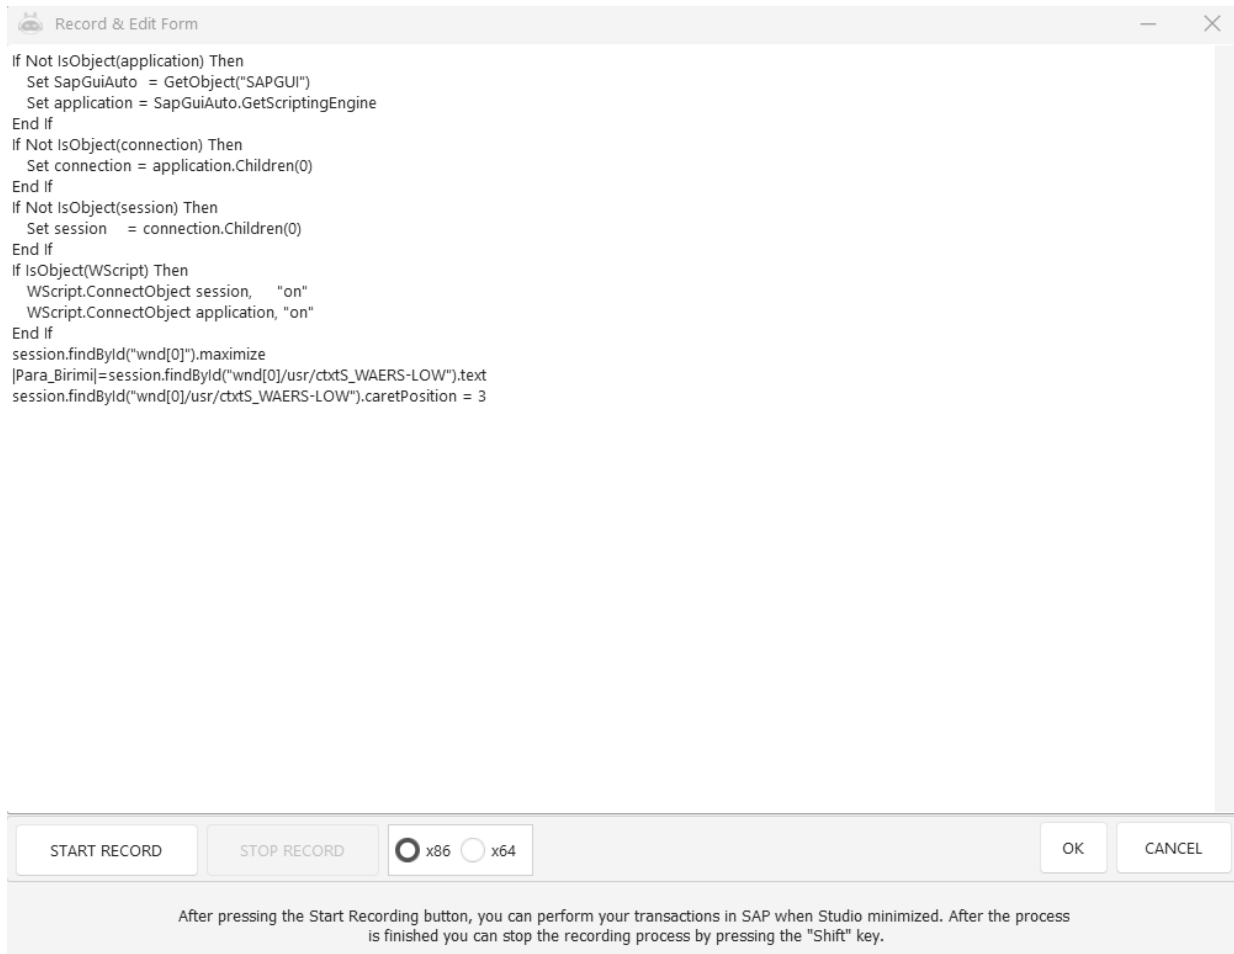 Record & Edit Form
If Not IsObject(application) Then
Set SapGuiAuto = GetObject("SAPGUI")
Set application = SapGuiAuto.GetScriptingEngine
End If
If Not IsObject(connection) Then
Set connection = application.Children(0)
End If
If Not IsObject(session) Then
Set session = connection.Children(0)
End If
If IsObject(WScript) Then
WScript.ConnectObject session, "on"
WScript.ConnectObject application, "on"
End If
session.findById("wnd[0]").maximize
|Para_Birimi|=session.findById("wnd[0]/usr/ctxtS_WAERS-LOW").text
session.findById("wnd[0]/usr/ctxtS_WAERS-LOW").caretPosition = 3
START RECORD
STOP RECORD
x86
x64
OK
CANCEL
After pressing the Start Recording button, you can perform your transactions in SAP when Studio minimized. After the process
is finished you can stop the recording process by pressing the "Shift" key.